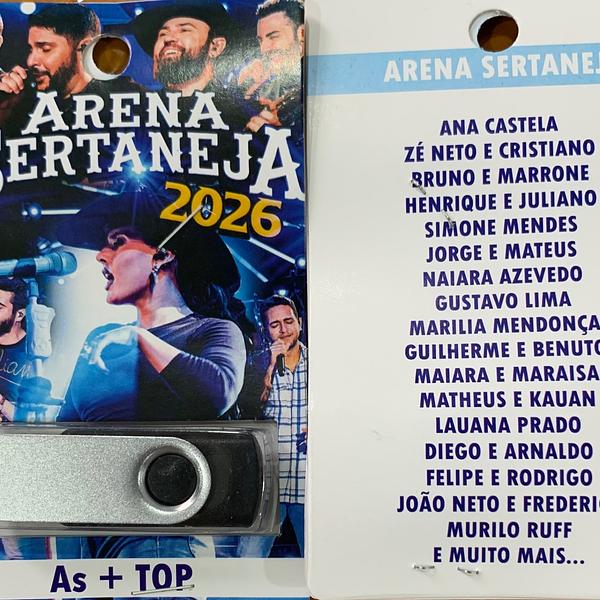 ARENA
SERTANEJA
2026
As + TOP
ARENA SERTANEJ
ANA CASTELA
ZÉ NETO E CRISTIANO
BRUNO E MARRONE
HENRIQUE E JULIANO
SIMONE MENDES
JORGE E MATEUS
NAIARA AZEVEDO
GUSTAVO LIMA
MARILIA MENDONÇA
GUILHERME E BENUTO
MAIARA E MARAISA
MATHEUS E KAUAN
LAUANA PRADO
DIEGO E ARNALDO
FELIPE E RODRIGO
JOÃO NETO E FREDERIC
MURILO RUFF
E MUITO MAIS...